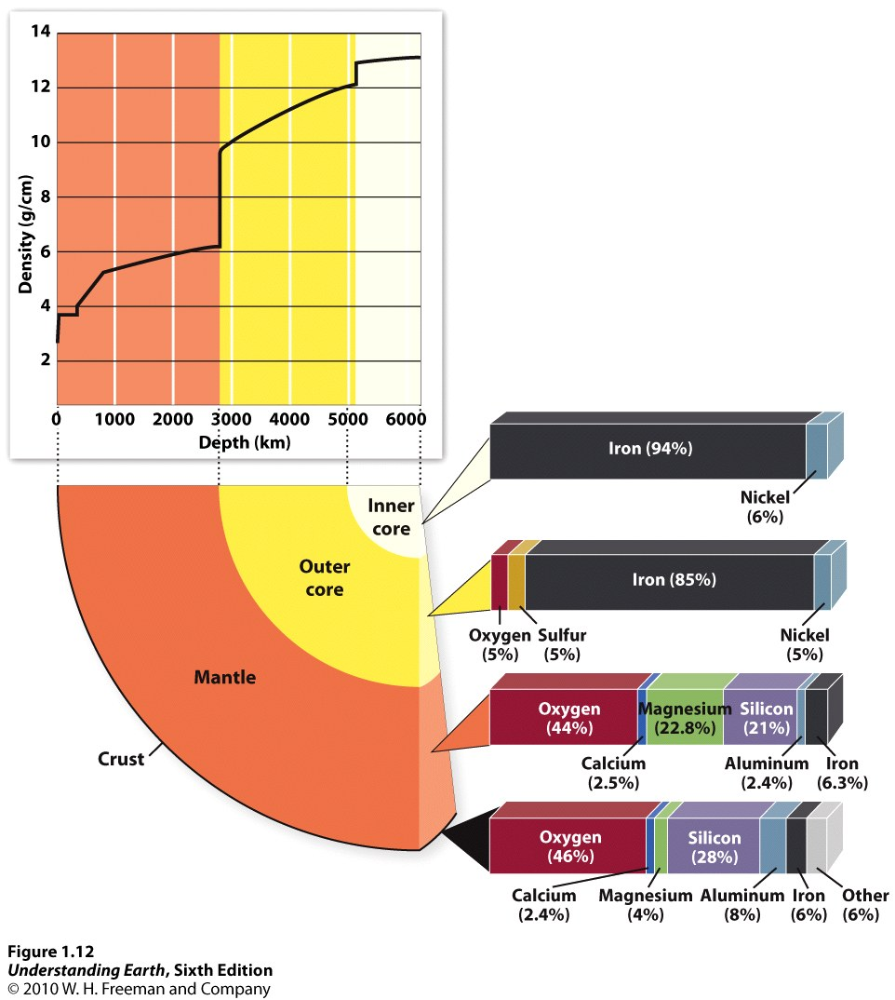 14
12
10
8
6
4
2
Density (g/cm)
0 1000 2000 3000 4000 5000 6000
Depth (km)
Inner
core
Outer
core
Mantle
Crust
Iron (94%)
Nickel
(6%)
Iron (85%)
Oxygen
(5%)
Sulfur
(5%)
Nickel
(5%)
Oxygen
(44%)
Magnesium
(22.8%)
Silicon
(21%)
Calcium
(2.5%)
Aluminum
(2.4%)
Iron
(6.3%)
Oxygen
(46%)
Silicon
(28%)
Calcium
(2.4%)
Magnesium
(4%)
Aluminum
(8%)
Iron
(6%)
Other
(6%)
Figure 1.12
Understanding Earth, Sixth Edition
© 2010 W. H. Freeman and Company